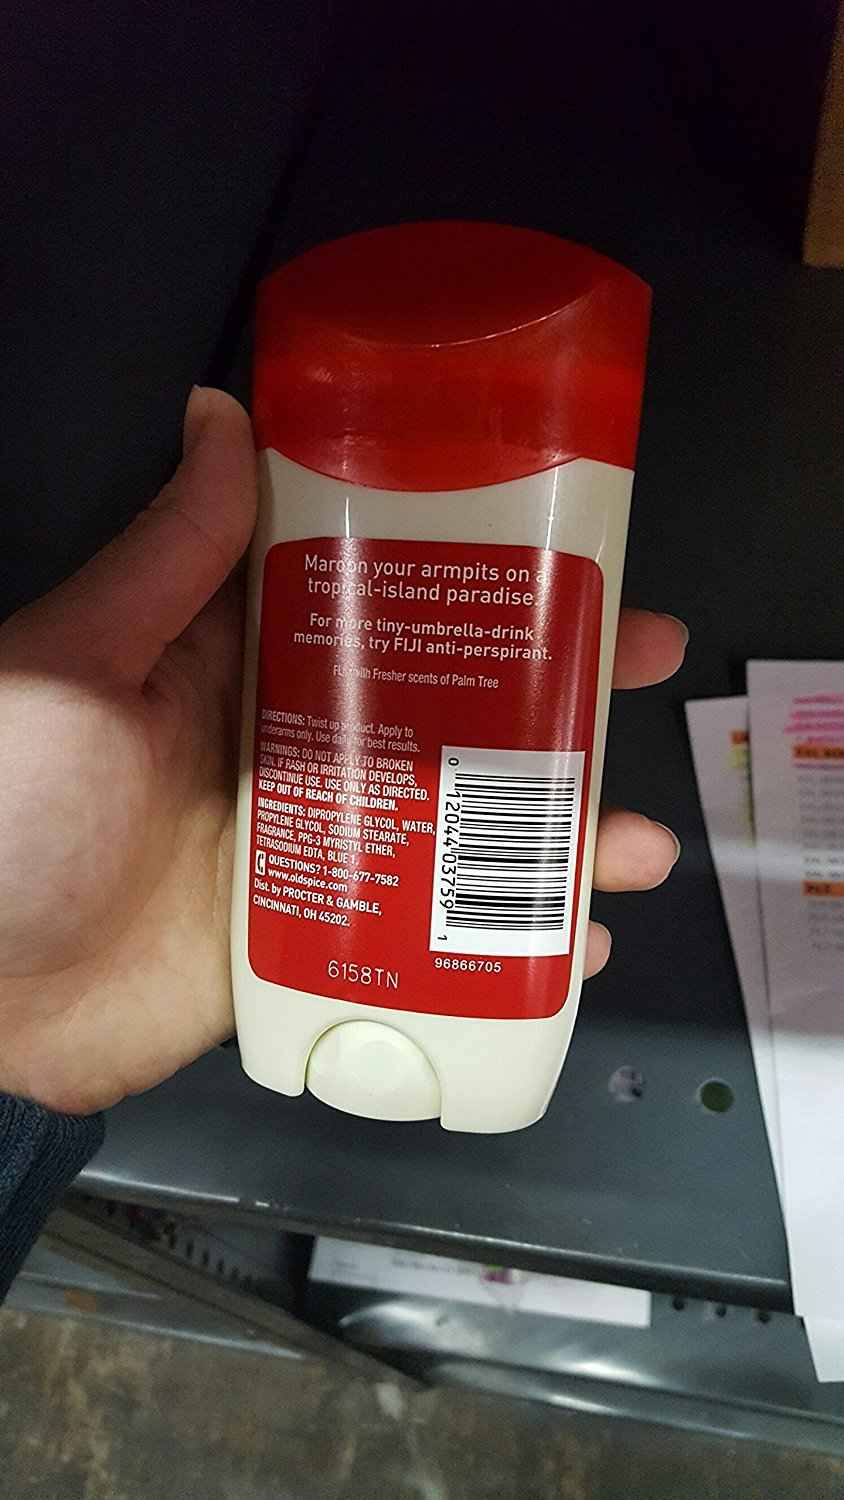 Maroon your armpits on a
tropical-island paradise.
For more tiny-umbrella-drink
memories, try FIJI anti-perspirant.
with Fresher scents of Palm Tree
DIRECTIONS: Twist up product. Apply to
underarms only. Use daily for best results.
WARNINGS: DO NOT APPLY TO BROKEN
SKIN. IF RASH OR IRRITATION DEVELOPS,
DISCONTINUE USE. USE ONLY AS DIRECTED.
KEEP OUT OF REACH OF CHILDREN.
INGREDIENTS: DIPROPYLENE GLYCOL, WATER,
PROPYLENE GLYCOL, SODIUM STEARATE,
FRAGRANCE, PPG-3 MYRISTYL ETHER,
TETRASODIUM EDTA, BLUE 1.
QUESTIONS? 1-800-677-7582
www.oldspice.com
Dist. by PROCTER & GAMBLE,
CINCINNATI, OH 45202.
0 12044 03759 1
96866705
6158TN